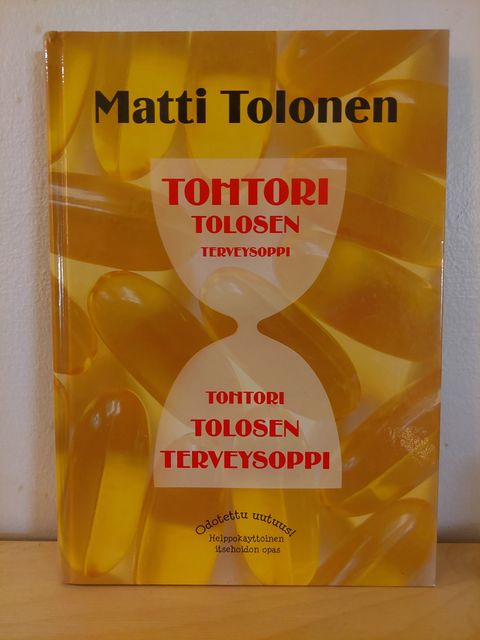 Matti Tolonen
TOHTORI
TOLOSEN
TERVEYSOPPI
TOHTORI
TOLOSEN
TERVEYSOPPI
Odotettu uutuus!
Helppokäyttöinen
itsehoidon opas